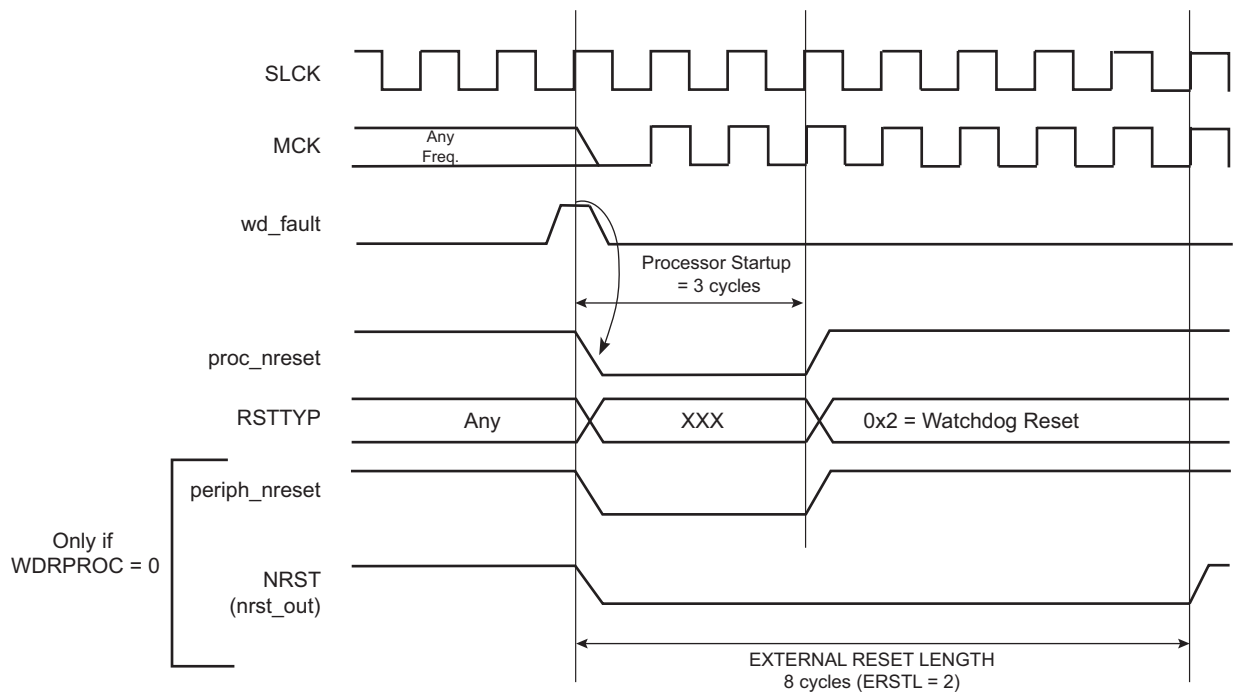 SLCK
MCK
Any
Freq.
wd_fault
Processor Startup
= 3 cycles
proc_nreset
RSTTYP
Any
XXX
0x2 = Watchdog Reset
periph_nreset
Only if
WDRPROC = 0
NRST
(nrst_out)
EXTERNAL RESET LENGTH
8 cycles (ERSTL = 2)